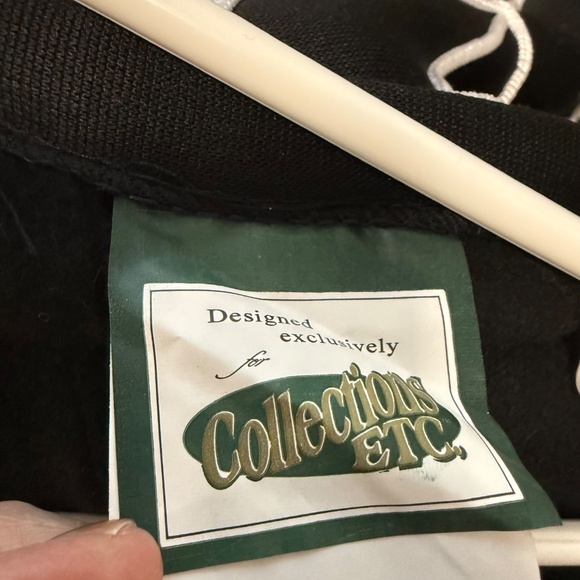 Designed
exclusively
for
Collections
ETC.